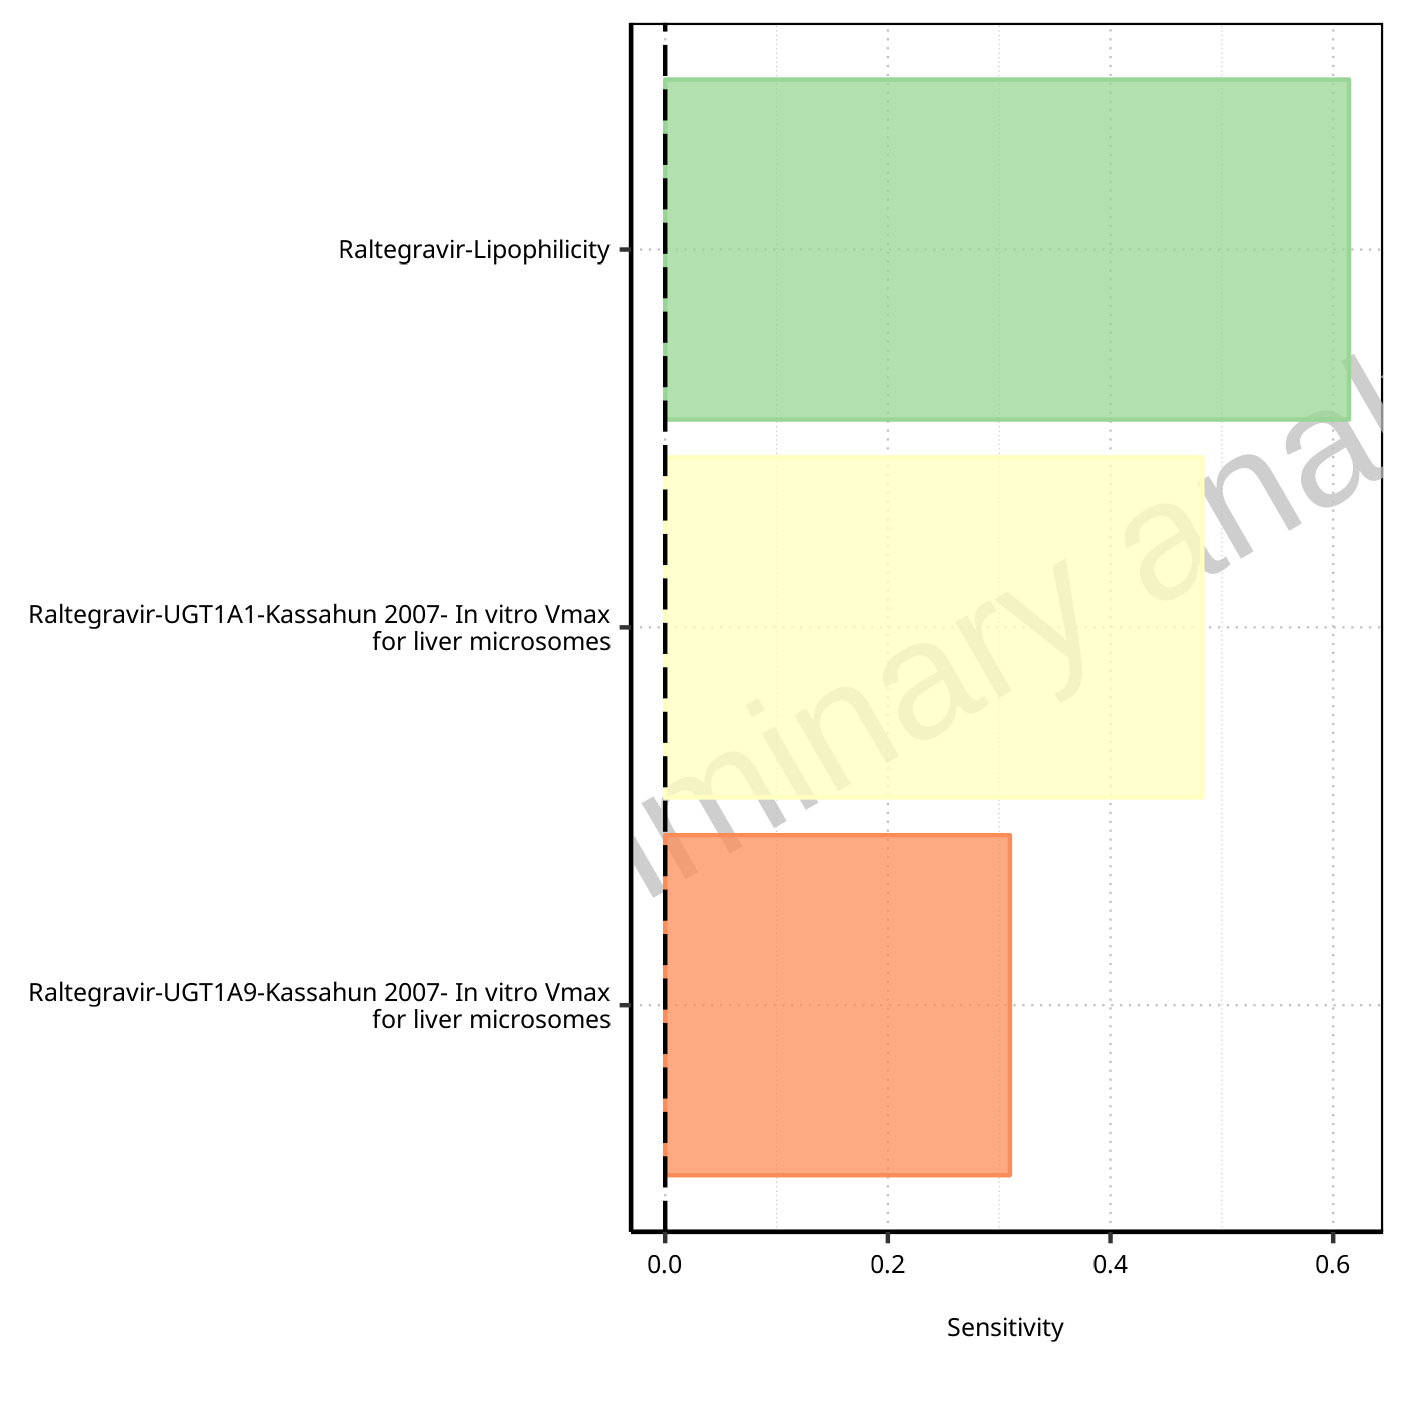 Raltegravir-Lipophilicity
Raltegravir-UGT1A1-Kassahun 2007- In vitro Vmax
for liver microsomes
Raltegravir-UGT1A9-Kassahun 2007- In vitro Vmax
for liver microsomes
minary anal
0.0 0.2 0.4 0.6
Sensitivity